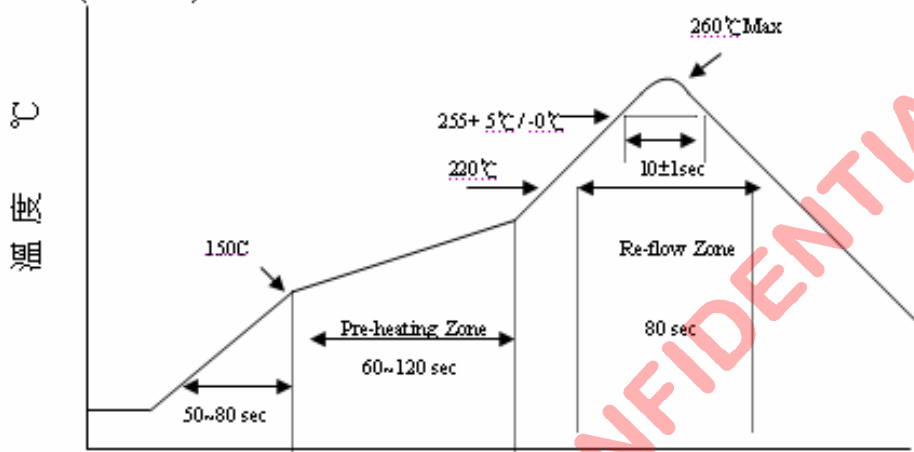 260℃Max
255+ 5℃ / -0℃
220℃
10±1sec
150C
Re-flow Zone
Pre-heating Zone
80 sec
60~120 sec
50~80 sec
温度 ℃
NFIDENTIA